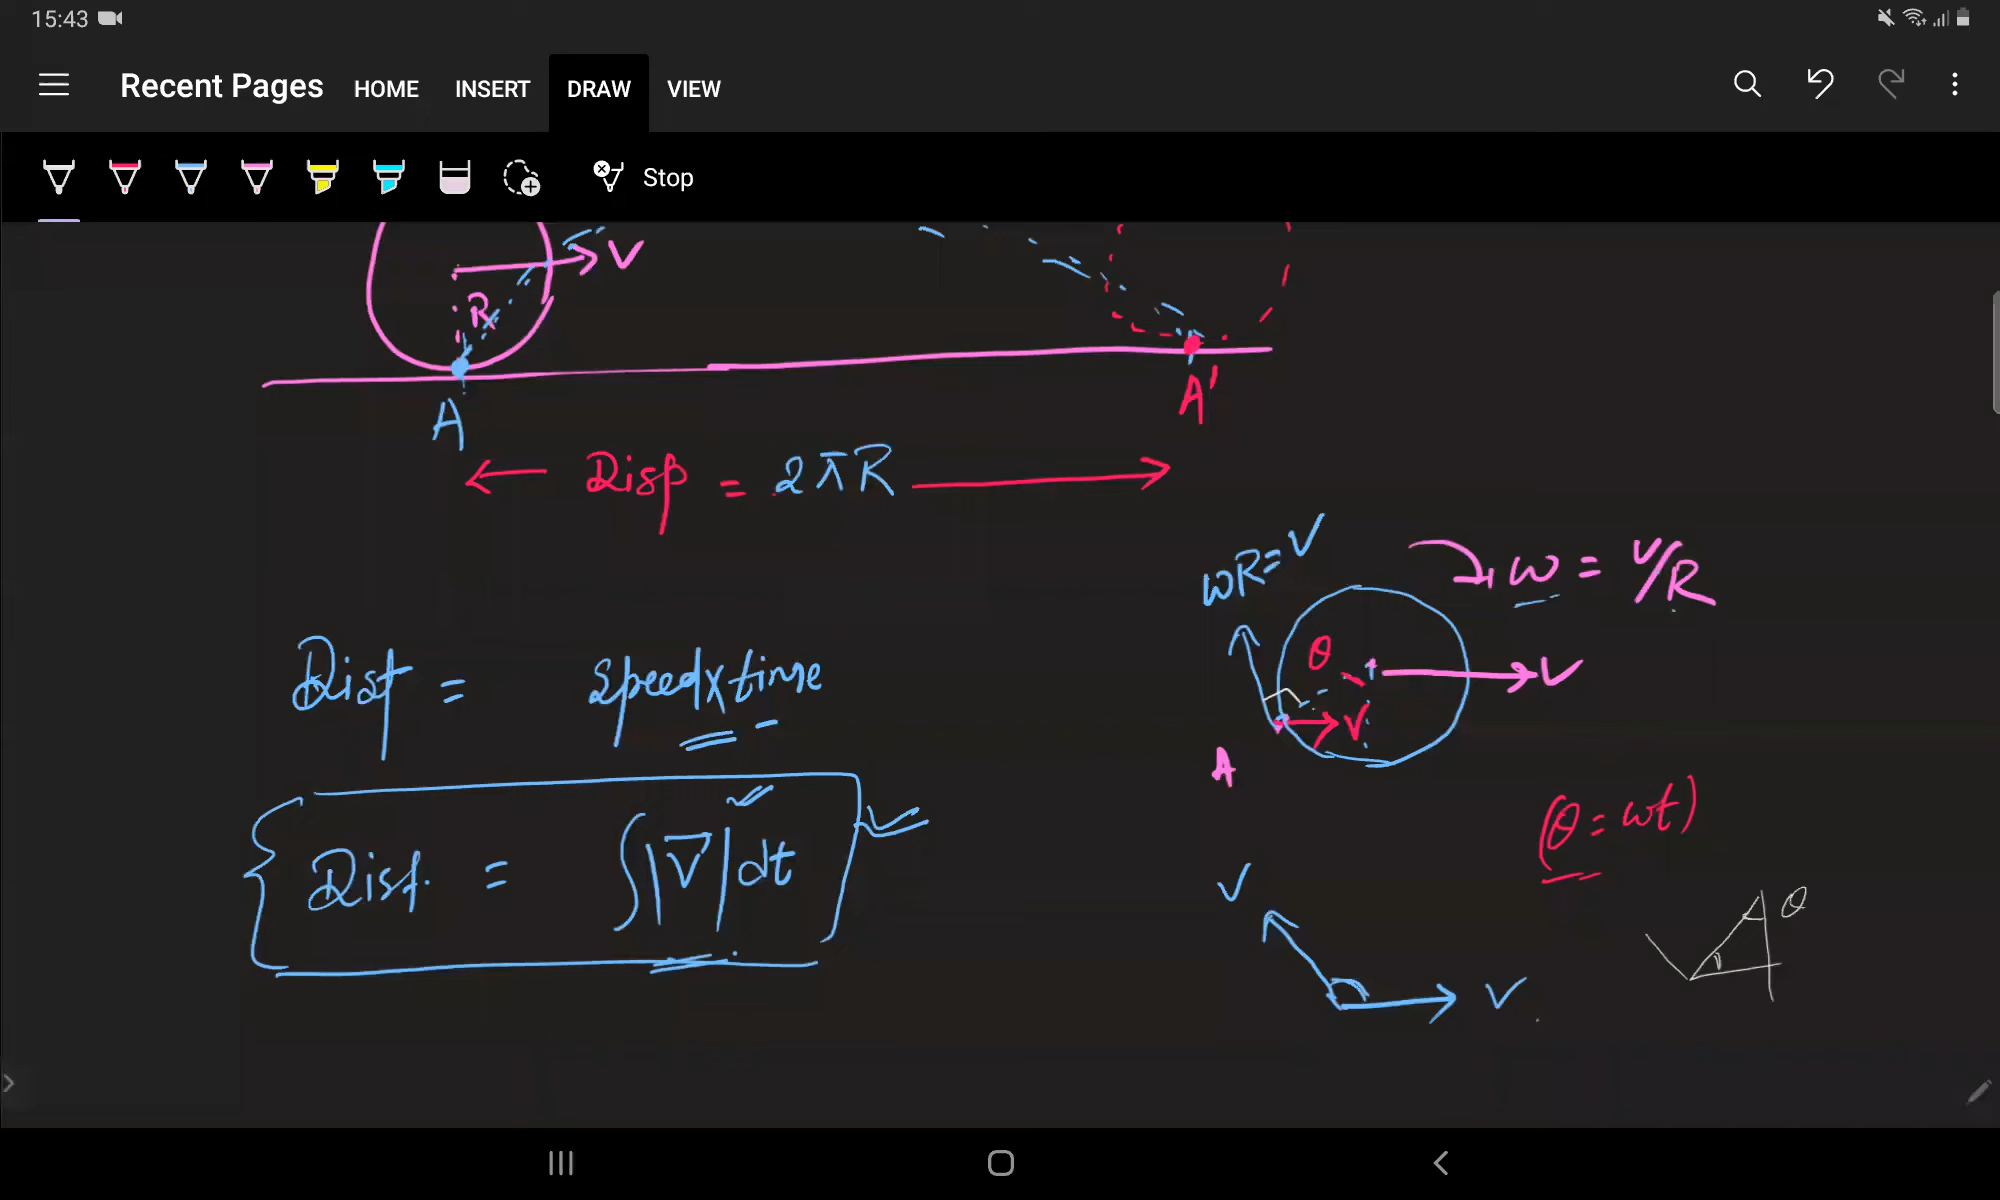 15:43
Recent Pages HOME INSERT DRAW VIEW
Stop
V
R
A
A'
Disp = 2πR
ωR=V
ω = V/R
θ
V
V
A
Dist = speed×time
Dist. = ∫|V⃗|dt
(θ = ωt)
V
θ
V